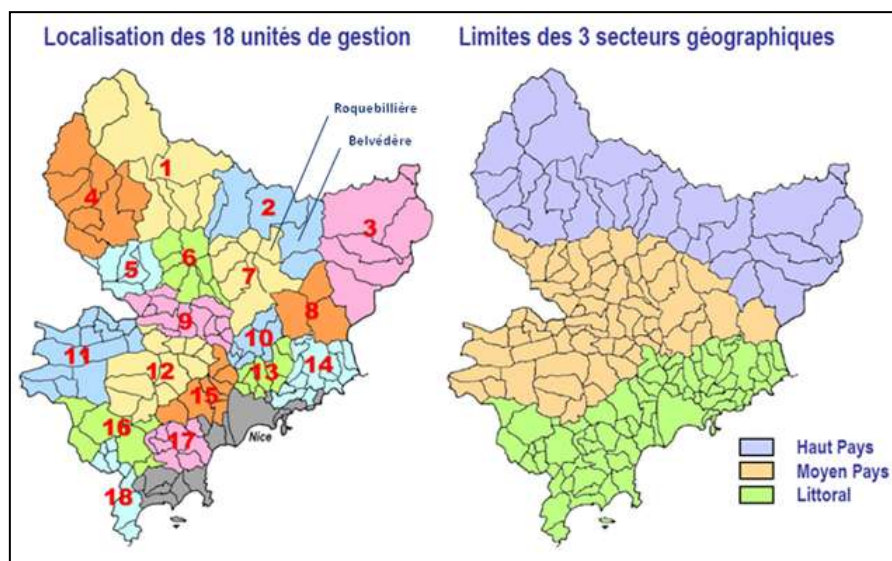 Localisation des 18 unités de gestion
Limites des 3 secteurs géographiques
Roquebillière
Belvédère
1
2
3
4
5
6
7
8
9
10
11
12
13
14
15
16
17
18
Nice
Haut Pays
Moyen Pays
Littoral